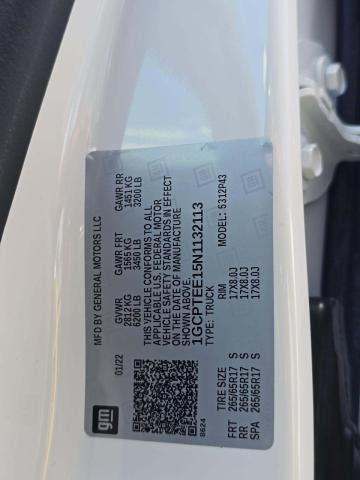 MFD BY GENERAL MOTORS LLC
gm
01/22
GVWR GAWR FRT GAWR RR
2812 KG 1565 KG 1451 KG
6200 LB 3450 LB 3200 LB
THIS VEHICLE CONFORMS TO ALL
APPLICABLE U.S. FEDERAL MOTOR
VEHICLE SAFETY STANDARDS IN EFFECT
ON THE DATE OF MANUFACTURE
SHOWN ABOVE.
1GCPTEE15N1132113
TYPE: TRUCK MODEL: 5312P43
8624
TIRE SIZE RIM
FRT 265/65R17 S 17X8.0J
RR 265/65R17 S 17X8.0J
SPA 265/65R17 S 17X8.0J